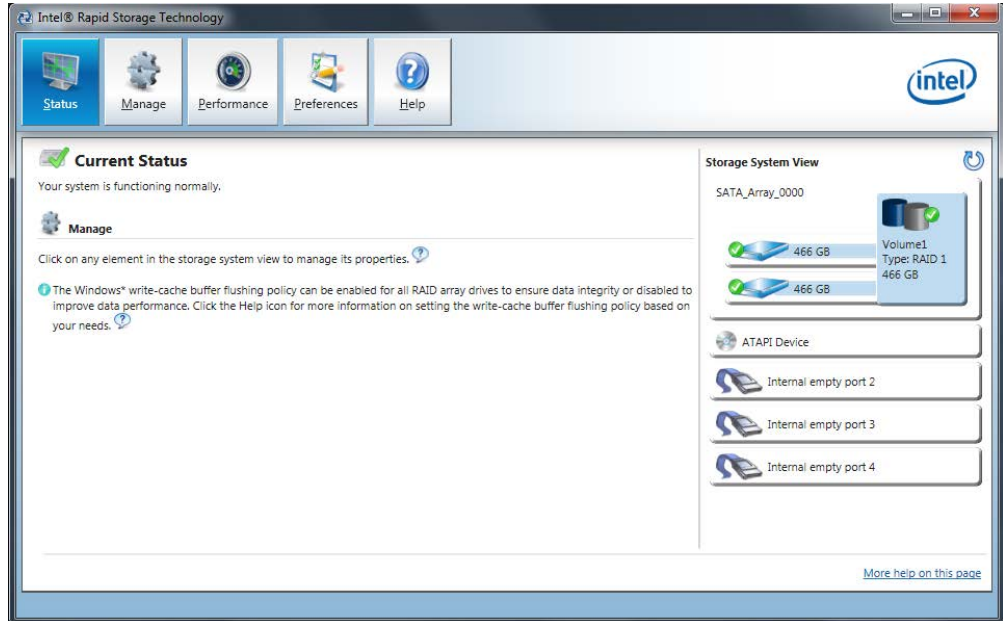 Intel® Rapid Storage Technology
Status
Manage
Performance
Preferences
Help
intel
Current Status
Your system is functioning normally.
Manage
Click on any element in the storage system view to manage its properties.
The Windows* write-cache buffer flushing policy can be enabled for all RAID array drives to ensure data integrity or disabled to
improve data performance. Click the Help icon for more information on setting the write-cache buffer flushing policy based on
your needs.
Storage System View
SATA_Array_0000
466 GB
466 GB
Volume1
Type: RAID 1
466 GB
ATAPI Device
Internal empty port 2
Internal empty port 3
Internal empty port 4
More help on this page